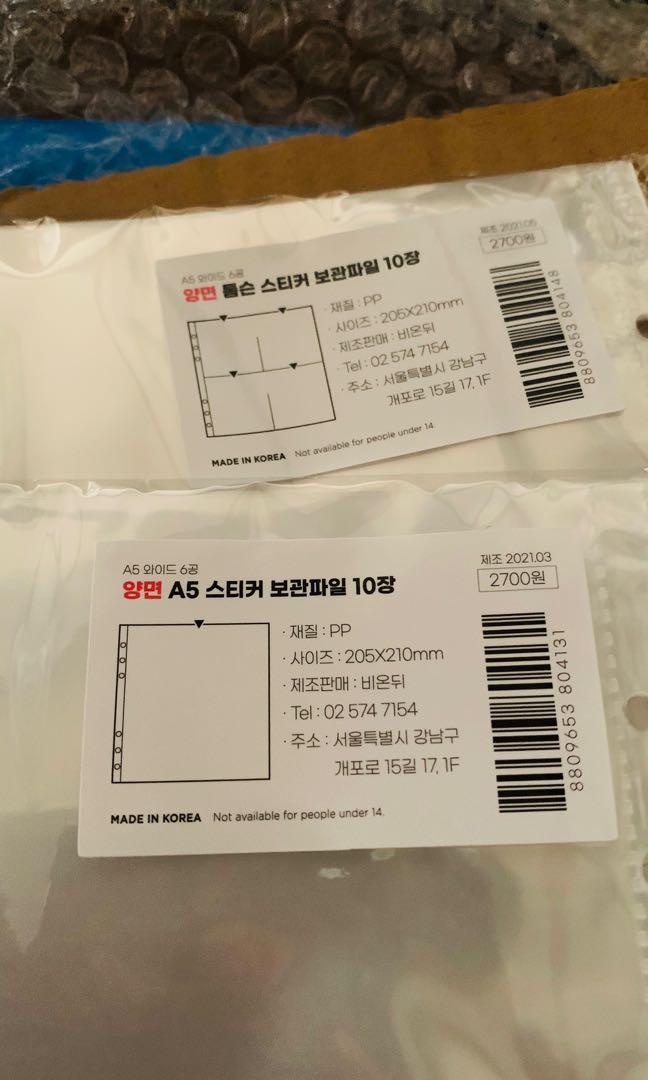 A5 와이드 6공
양면 톰슨 스티커 보관파일 10장
제조 2021.05
2700원
· 재질 : PP
· 사이즈 : 205X210mm
· 제조판매 : 비온뒤
· Tel : 02 574 7154
· 주소 : 서울특별시 강남구
개포로 15길 17, 1F
MADE IN KOREA Not available for people under 14.
8809653 804148
A5 와이드 6공
양면 A5 스티커 보관파일 10장
제조 2021.03
2700원
· 재질 : PP
· 사이즈 : 205X210mm
· 제조판매 : 비온뒤
· Tel : 02 574 7154
· 주소 : 서울특별시 강남구
개포로 15길 17, 1F
MADE IN KOREA Not available for people under 14.
8809653 804131